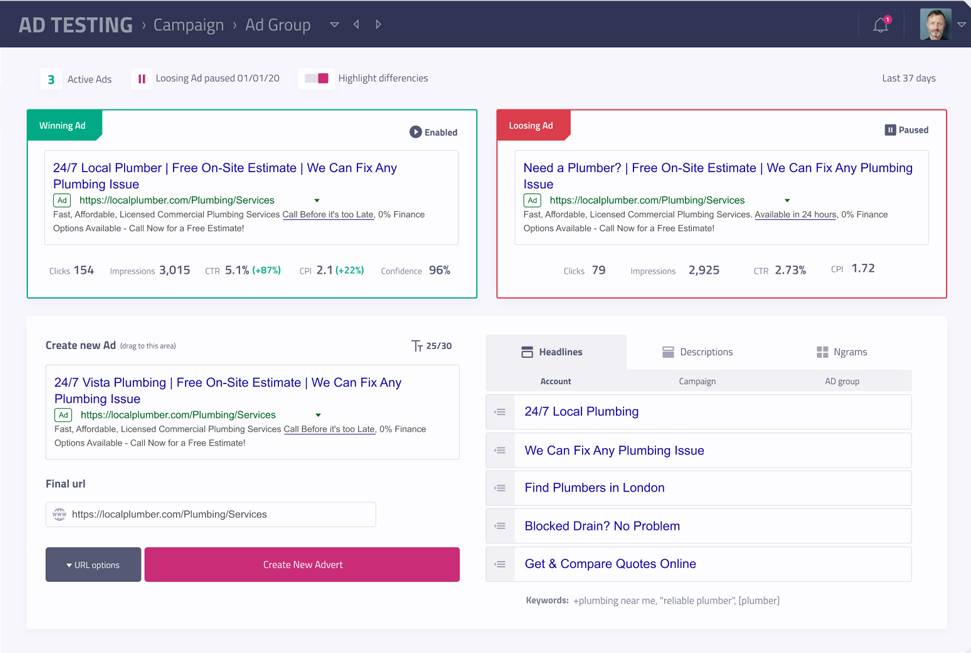 AD TESTING › Campaign › Ad Group
1
3 Active Ads Loosing Ad paused 01/01/20 Highlight differencies Last 37 days
Winning Ad
Enabled
24/7 Local Plumber | Free On-Site Estimate | We Can Fix Any
Plumbing Issue
Ad https://localplumber.com/Plumbing/Services
Fast, Affordable, Licensed Commercial Plumbing Services Call Before it's too Late, 0% Finance
Options Available - Call Now for a Free Estimate!
Clicks 154 Impressions 3,015 CTR 5.1% (+87%) CPI 2.1 (+22%) Confidence 96%
Loosing Ad
Paused
Need a Plumber? | Free On-Site Estimate | We Can Fix Any Plumbing
Issue
Ad https://localplumber.com/Plumbing/Services
Fast, Affordable, Licensed Commercial Plumbing Services. Available in 24 hours, 0% Finance
Options Available - Call Now for a Free Estimate!
Clicks 79 Impressions 2,925 CTR 2.73% CPI 1.72
Create new Ad (drag to this area) Tт 25/30
24/7 Vista Plumbing | Free On-Site Estimate | We Can Fix Any
Plumbing Issue
Ad https://localplumber.com/Plumbing/Services
Fast, Affordable, Licensed Commercial Plumbing Services Call Before it's too Late, 0% Finance
Options Available - Call Now for a Free Estimate!
Final url
www https://localplumber.com/Plumbing/Services
URL options Create New Advert
Headlines Descriptions Ngrams
Account Campaign AD group
24/7 Local Plumbing
We Can Fix Any Plumbing Issue
Find Plumbers in London
Blocked Drain? No Problem
Get & Compare Quotes Online
Keywords: +plumbing near me, "reliable plumber", [plumber]